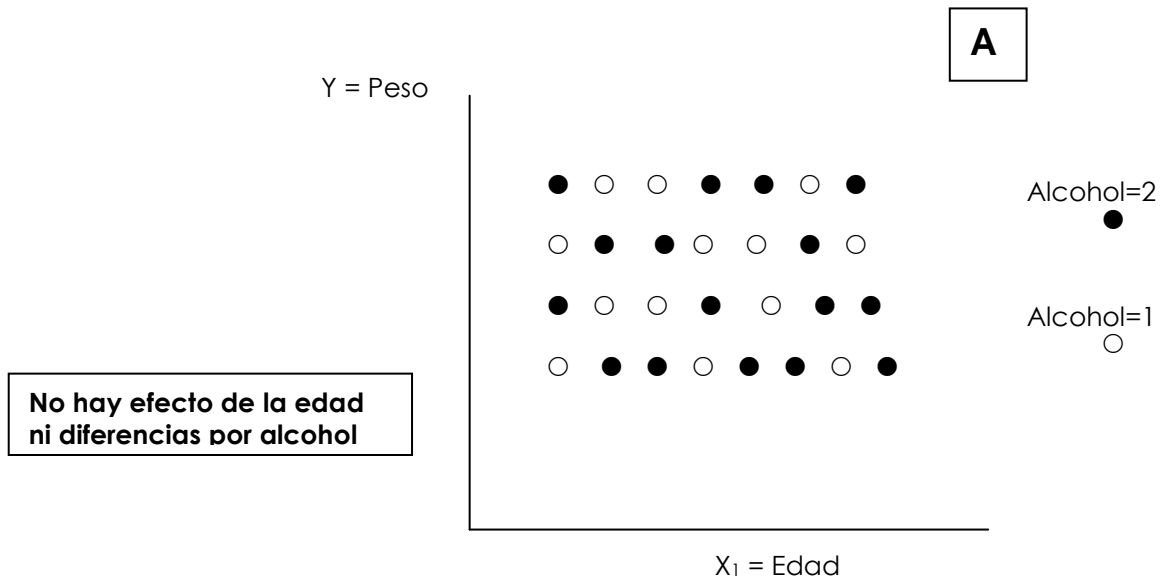 A
Y = Peso
Alcohol=2
Alcohol=1
No hay efecto de la edad
ni diferencias por alcohol
X₁ = Edad